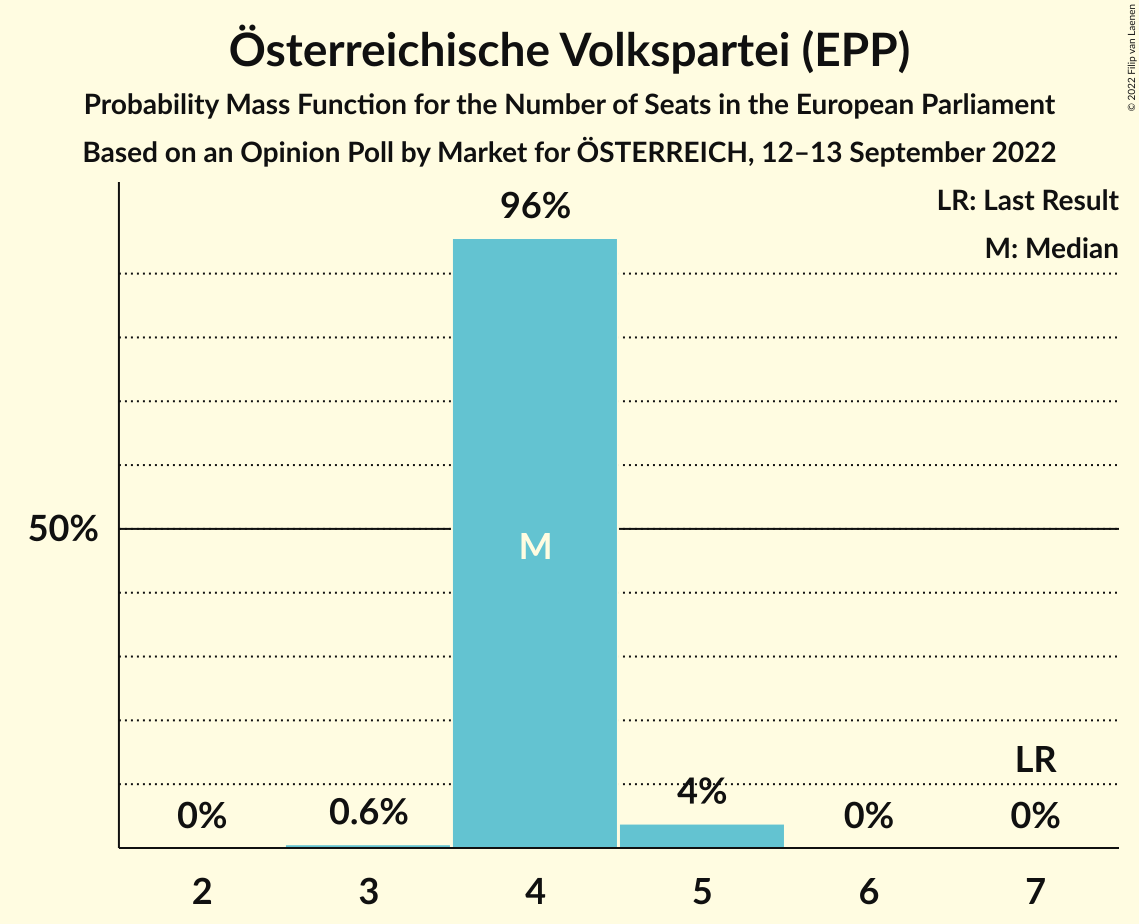 Österreichische Volkspartei (EPP)
Probability Mass Function for the Number of Seats in the European Parliament
Based on an Opinion Poll by Market for ÖSTERREICH, 12–13 September 2022
© 2022 Filip van Laenen
LR: Last Result
M: Median
96%
50%
M
LR
0%
0.6%
4%
0%
0%
2
3
4
5
6
7